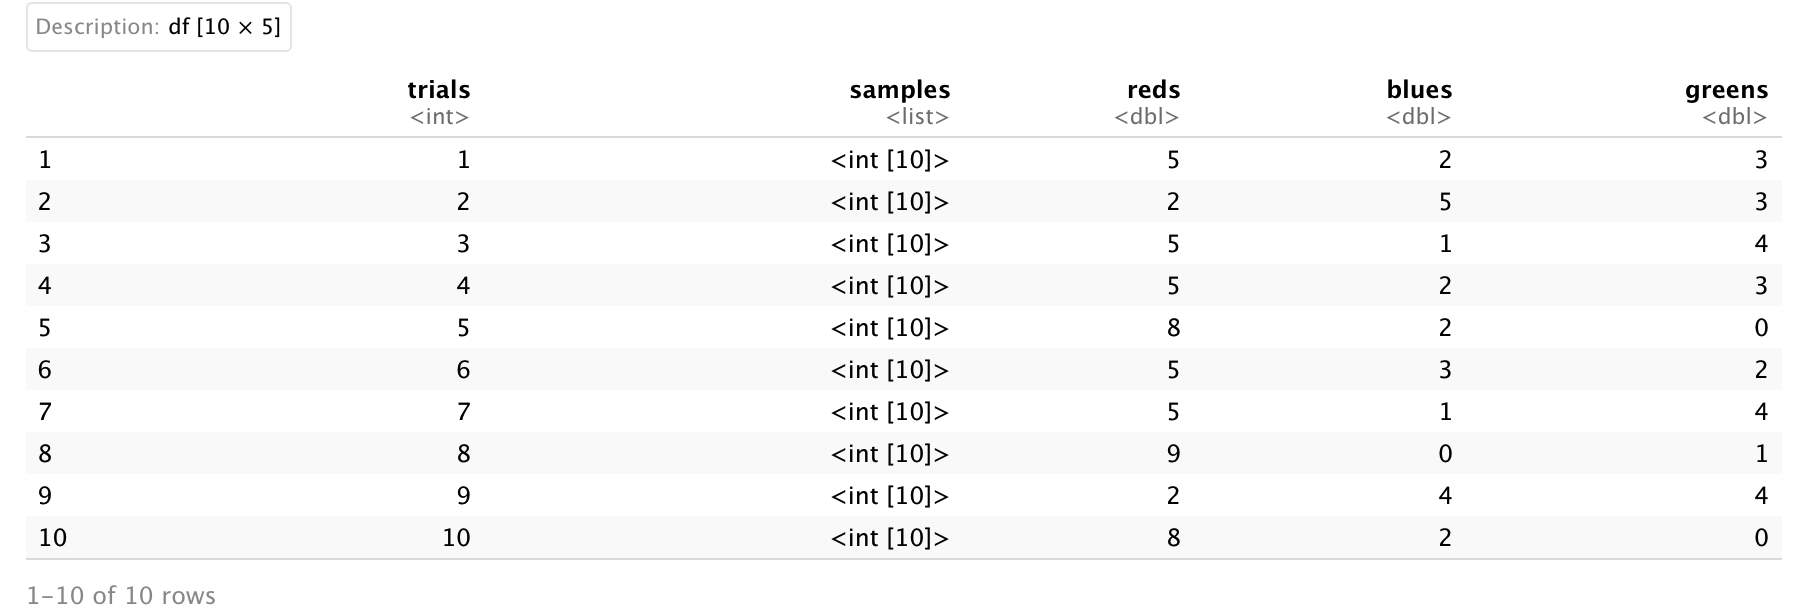 Description: df [10 × 5]
trials samples reds blues greens
<int> <list> <dbl> <dbl> <dbl>
1 1 <int [10]> 5 2 3
2 2 <int [10]> 2 5 3
3 3 <int [10]> 5 1 4
4 4 <int [10]> 5 2 3
5 5 <int [10]> 8 2 0
6 6 <int [10]> 5 3 2
7 7 <int [10]> 5 1 4
8 8 <int [10]> 9 0 1
9 9 <int [10]> 2 4 4
10 10 <int [10]> 8 2 0
1–10 of 10 rows